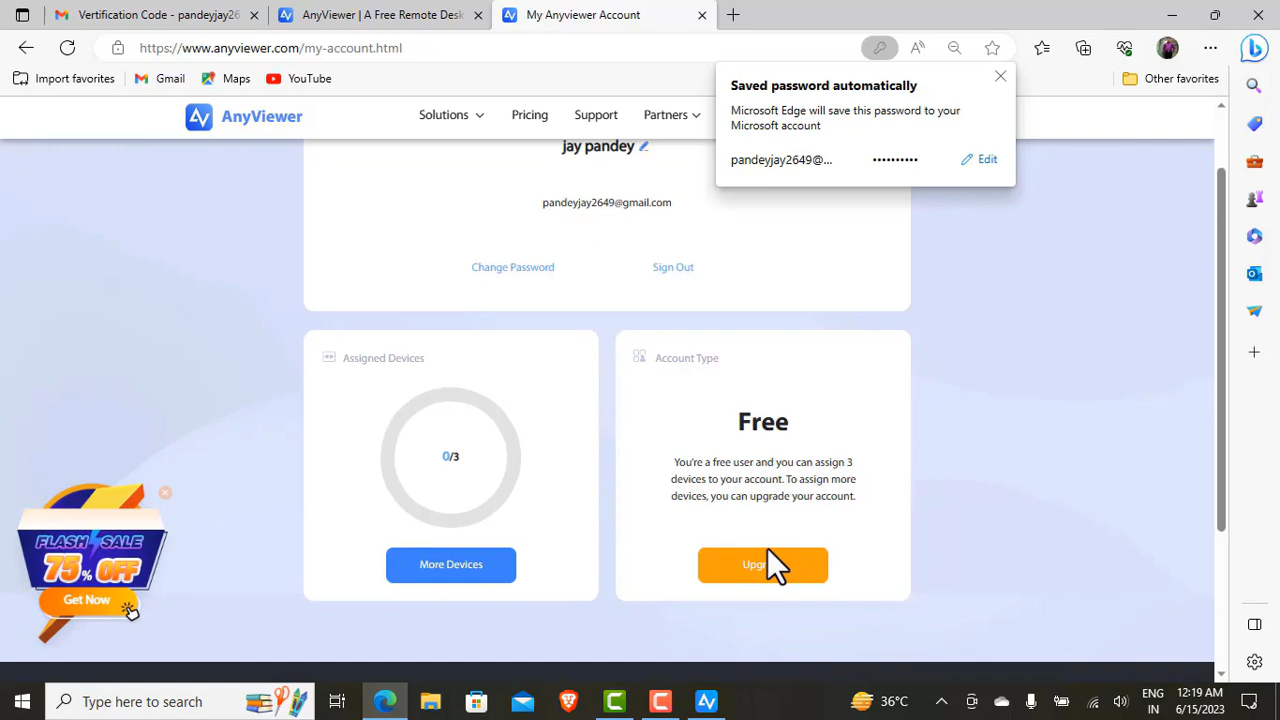 Vertification Code - pandeyjay26
AnyViewer | A Free Remote Desk
My Anyviewer Account
https://www.anyviewer.com/my-account.html
Import favorites
Gmail
Maps
YouTube
Other favorites
Saved password automatically
Microsoft Edge will save this password to your
Microsoft account
pandeyjay2649@...
••••••••••
Edit
AnyViewer
Solutions
Pricing
Support
Partners
jay pandey
pandeyjay2649@gmail.com
Change Password
Sign Out
Assigned Devices
0/3
More Devices
Account Type
Free
You're a free user and you can assign 3
devices to your account. To assign more
devices, you can upgrade your account.
FLASH SALE
75% OFF
Get Now
Type here to search
36°C
ENG
IN
12:19 AM
6/15/2023